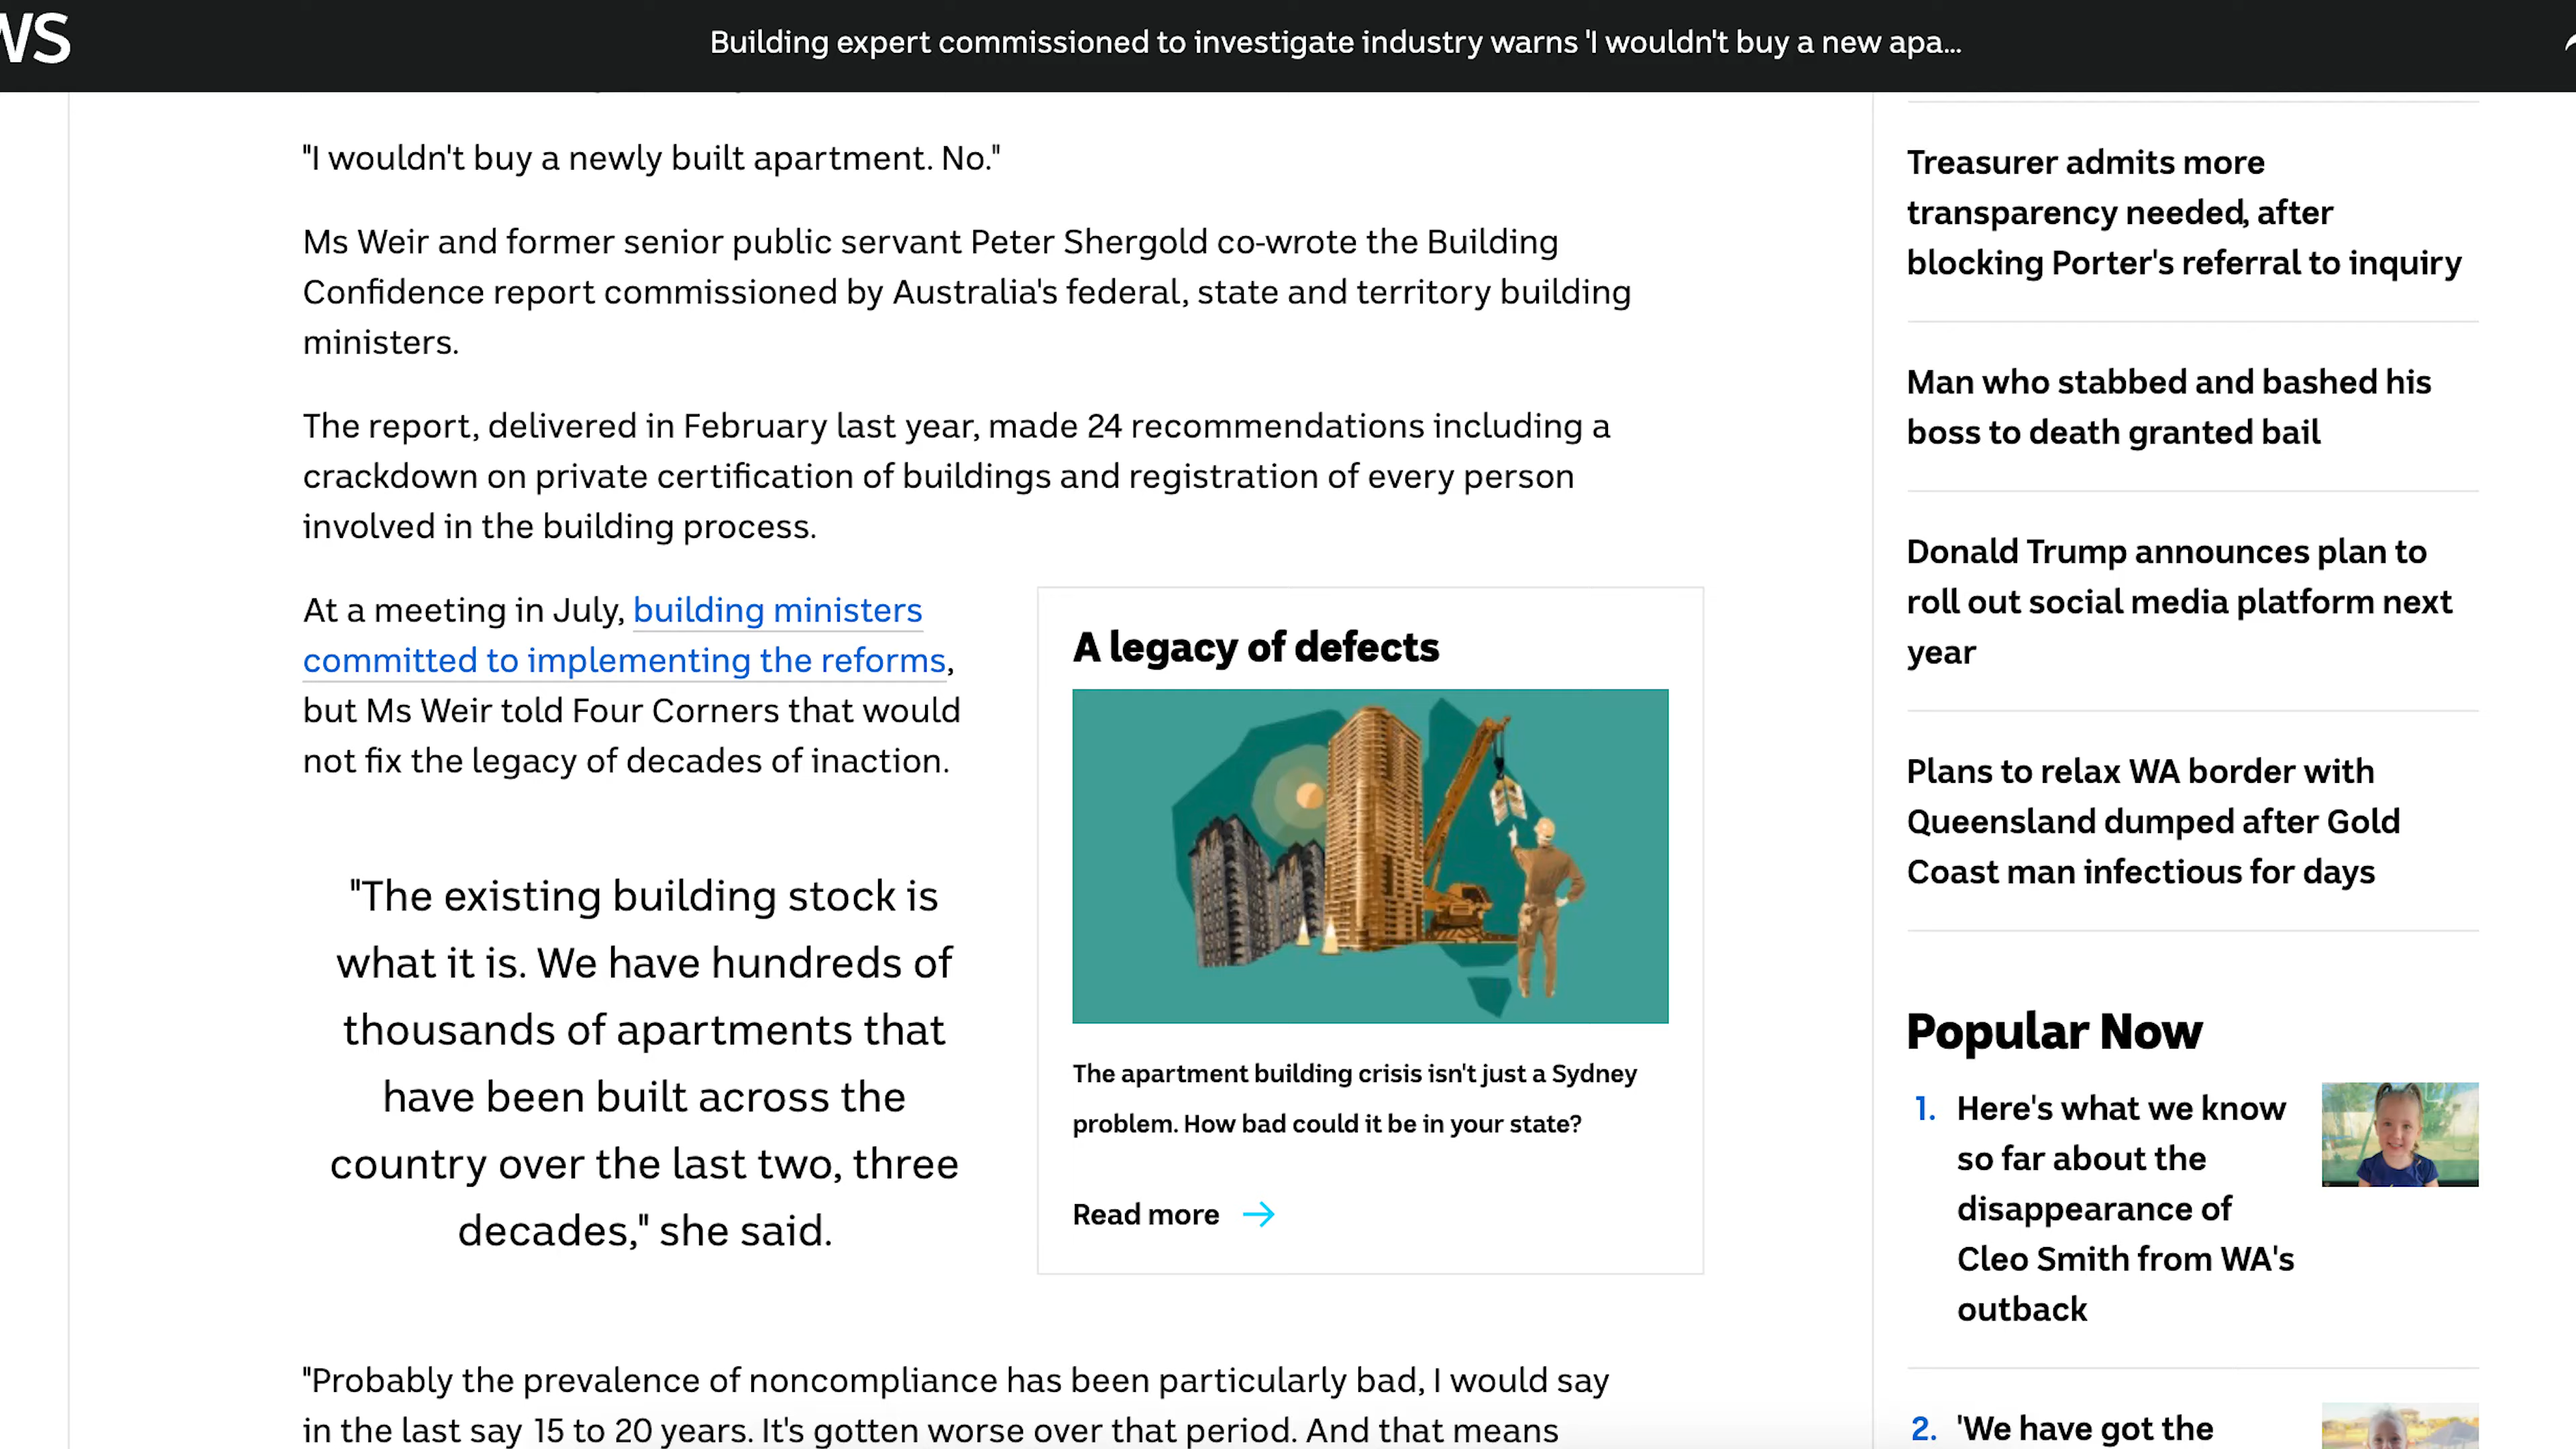 WS
Building expert commissioned to investigate industry warns 'I wouldn't buy a new apa...
"I wouldn't buy a newly built apartment. No."
Ms Weir and former senior public servant Peter Shergold co-wrote the Building
Confidence report commissioned by Australia's federal, state and territory building
ministers.
The report, delivered in February last year, made 24 recommendations including a
crackdown on private certification of buildings and registration of every person
involved in the building process.
At a meeting in July, building ministers
committed to implementing the reforms,
but Ms Weir told Four Corners that would
not fix the legacy of decades of inaction.
"The existing building stock is
what it is. We have hundreds of
thousands of apartments that
have been built across the
country over the last two, three
decades," she said.
A legacy of defects
The apartment building crisis isn't just a Sydney
problem. How bad could it be in your state?
Read more
"Probably the prevalence of noncompliance has been particularly bad, I would say
in the last say 15 to 20 years. It's gotten worse over that period. And that means
Treasurer admits more
transparency needed, after
blocking Porter's referral to inquiry
Man who stabbed and bashed his
boss to death granted bail
Donald Trump announces plan to
roll out social media platform next
year
Plans to relax WA border with
Queensland dumped after Gold
Coast man infectious for days
Popular Now
1. Here's what we know
so far about the
disappearance of
Cleo Smith from WA's
outback
2. 'We have got the